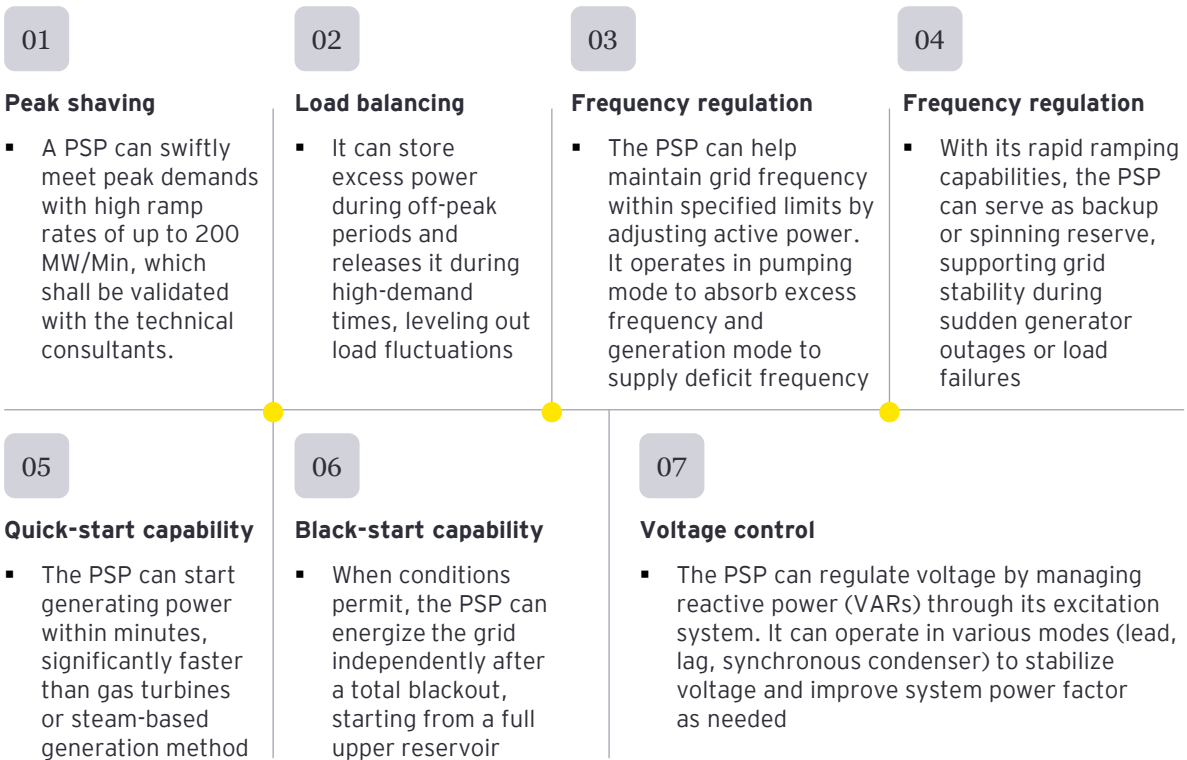 01
Peak shaving
▪ A PSP can swiftly
meet peak demands
with high ramp
rates of up to 200
MW/Min, which
shall be validated
with the technical
consultants.
02
Load balancing
▪ It can store
excess power
during off-peak
periods and
releases it during
high-demand
times, leveling out
load fluctuations
03
Frequency regulation
▪ The PSP can help
maintain grid frequency
within specified limits by
adjusting active power.
It operates in pumping
mode to absorb excess
frequency and
generation mode to
supply deficit frequency
04
Frequency regulation
▪ With its rapid ramping
capabilities, the PSP
can serve as backup
or spinning reserve,
supporting grid
stability during
sudden generator
outages or load
failures
05
Quick-start capability
▪ The PSP can start
generating power
within minutes,
significantly faster
than gas turbines
or steam-based
generation method
06
Black-start capability
▪ When conditions
permit, the PSP can
energize the grid
independently after
a total blackout,
starting from a full
upper reservoir
07
Voltage control
▪ The PSP can regulate voltage by managing
reactive power (VARs) through its excitation
system. It can operate in various modes (lead,
lag, synchronous condenser) to stabilize
voltage and improve system power factor
as needed